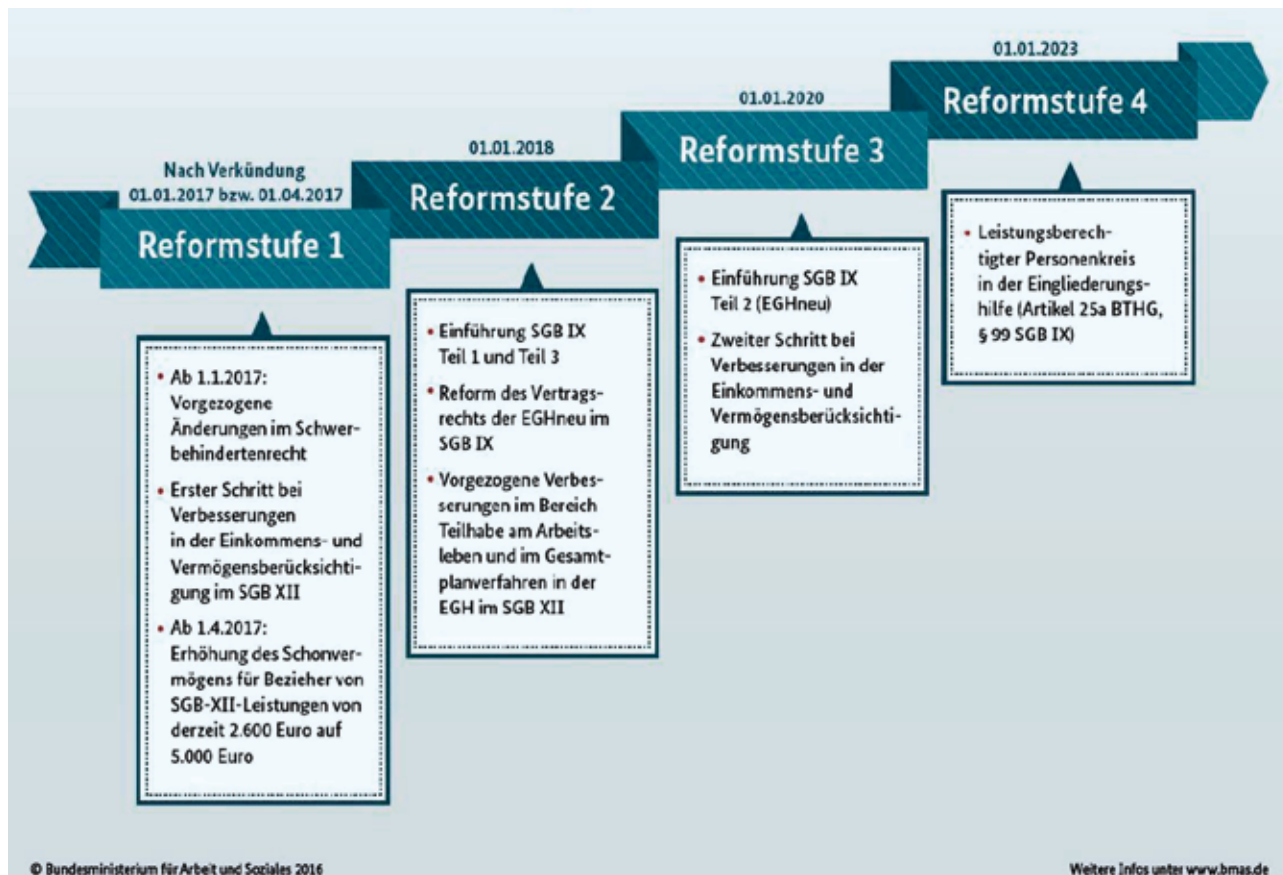 Nach Verkündung
01.01.2017 bzw. 01.04.2017
Reformstufe 1
• Ab 1.1.2017:
Vorgezogene
Änderungen im Schwer-
behindertenrecht
• Erster Schritt bei
Verbesserungen
in der Einkommens- und
Vermögensberücksichti-
gung im SGB XII
• Ab 1.4.2017:
Erhöhung des Schonver-
mögens für Bezieher von
SGB-XII-Leistungen von
derzeit 2.600 Euro auf
5.000 Euro
01.01.2018
Reformstufe 2
• Einführung SGB IX
Teil 1 und Teil 3
• Reform des Vertrags-
rechts der EGHneu im
SGB IX
• Vorgezogene Verbes-
serungen im Bereich
Teilhabe am Arbeits-
leben und im Gesamt-
planverfahren in der
EGH im SGB XII
01.01.2020
Reformstufe 3
• Einführung SGB IX
Teil 2 (EGHneu)
• Zweiter Schritt bei
Verbesserungen in der
Einkommens- und
Vermögensberücksichti-
gung
01.01.2023
Reformstufe 4
• Leistungsberech-
tigter Personenkreis
in der Eingliederungs-
hilfe (Artikel 25a BTHG,
§ 99 SGB IX)
© Bundesministerium für Arbeit und Soziales 2016
Weitere Infos unter www.bmas.de